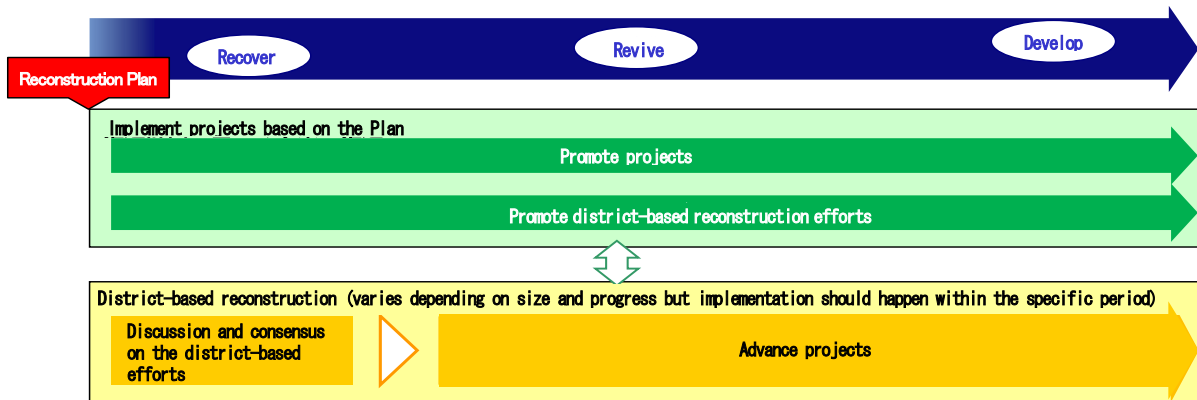 Recover
Revive
Develop
Reconstruction Plan
Implement projects based on the Plan
Promote projects
Promote district-based reconstruction efforts
District-based reconstruction (varies depending on size and progress but implementation should happen within the specific period)
Discussion and consensus
on the district-based
efforts
Advance projects